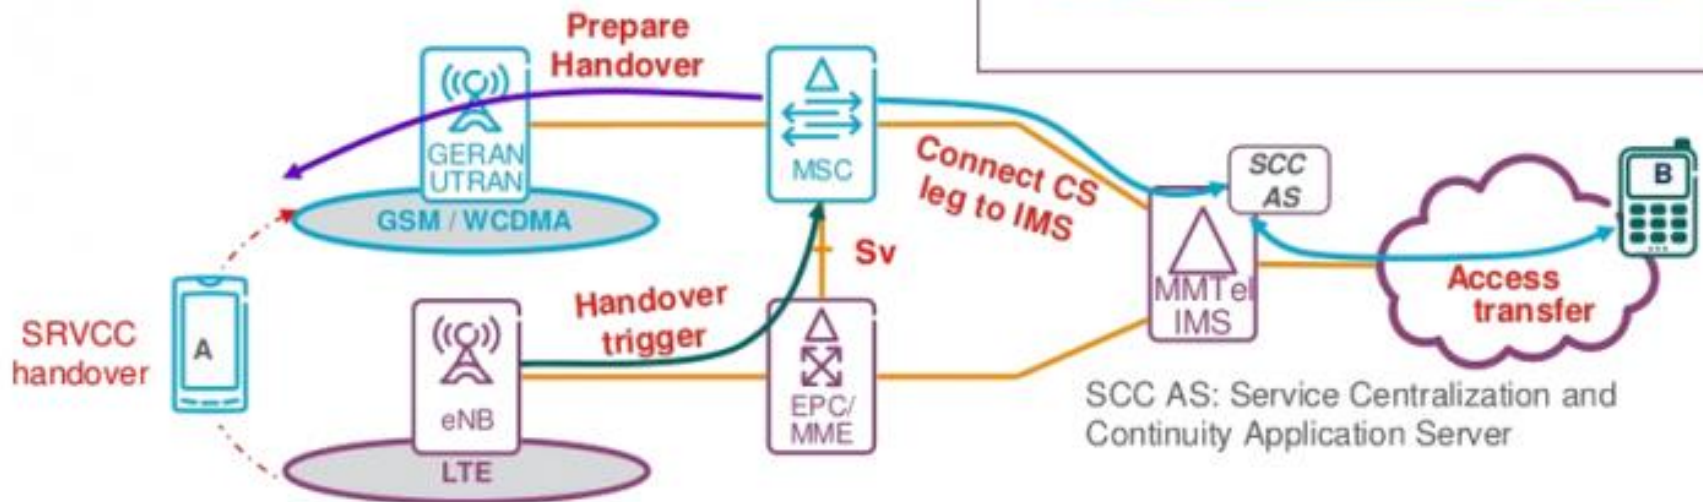 Prepare
Handover
GERAN
UTRAN
GSM / WCDMA
MSC
Connect CS
leg to IMS
SCC
AS
B
Sv
Handover
trigger
MMTel
IMS
Access
transfer
SRVCC
handover
A
eNB
LTE
EPC/
MME
SCC AS: Service Centralization and
Continuity Application Server